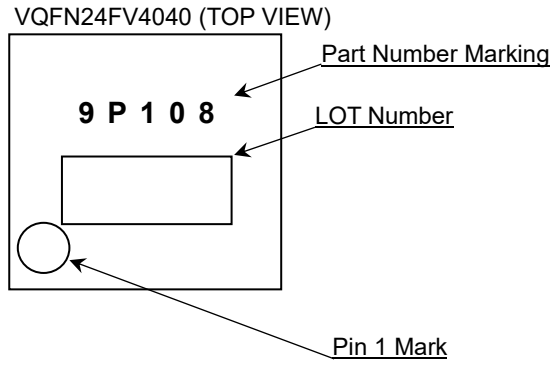 VQFN24FV4040 (TOP VIEW)
Part Number Marking
9 P 1 0 8
LOT Number
Pin 1 Mark